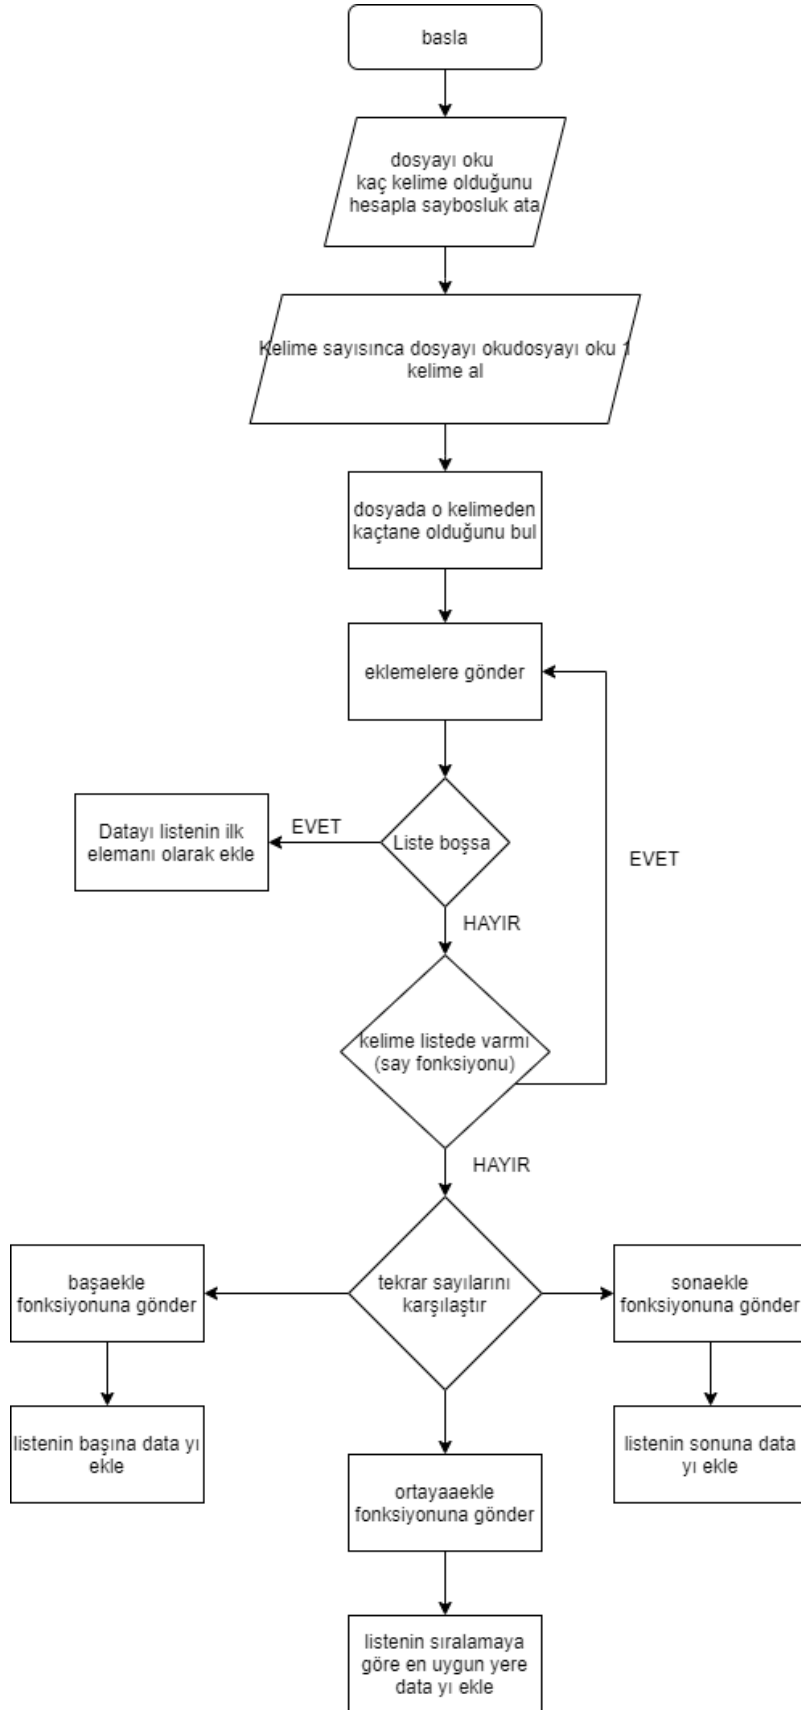 basla
dosyayı oku
kaç kelime olduğunu
hesapla saybosluk ata
Kelime sayısınca dosyayı okudosyayı oku 1
kelime al
dosyada o kelimeden
kaçtane olduğunu bul
eklemelere gönder
Liste boşsa
EVET
Datayı listenin ilk
elemanı olarak ekle
EVET
HAYIR
kelime listede varmı
(say fonksiyonu)
HAYIR
tekrar sayılarını
karşılaştır
başaekle
fonksiyonuna gönder
sonaekle
fonksiyonuna gönder
listenin başına data yı
ekle
listenin sonuna data
yı ekle
ortayaaekle
fonksiyonuna gönder
listenin sıralamaya
göre en uygun yere
data yı ekle